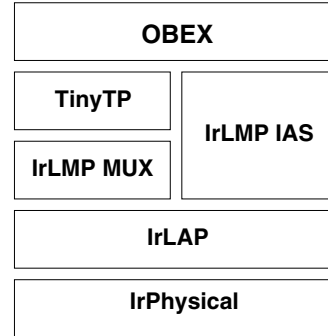 OBEX
TinyTP
IrLMP IAS
IrLMP MUX
IrLAP
IrPhysical